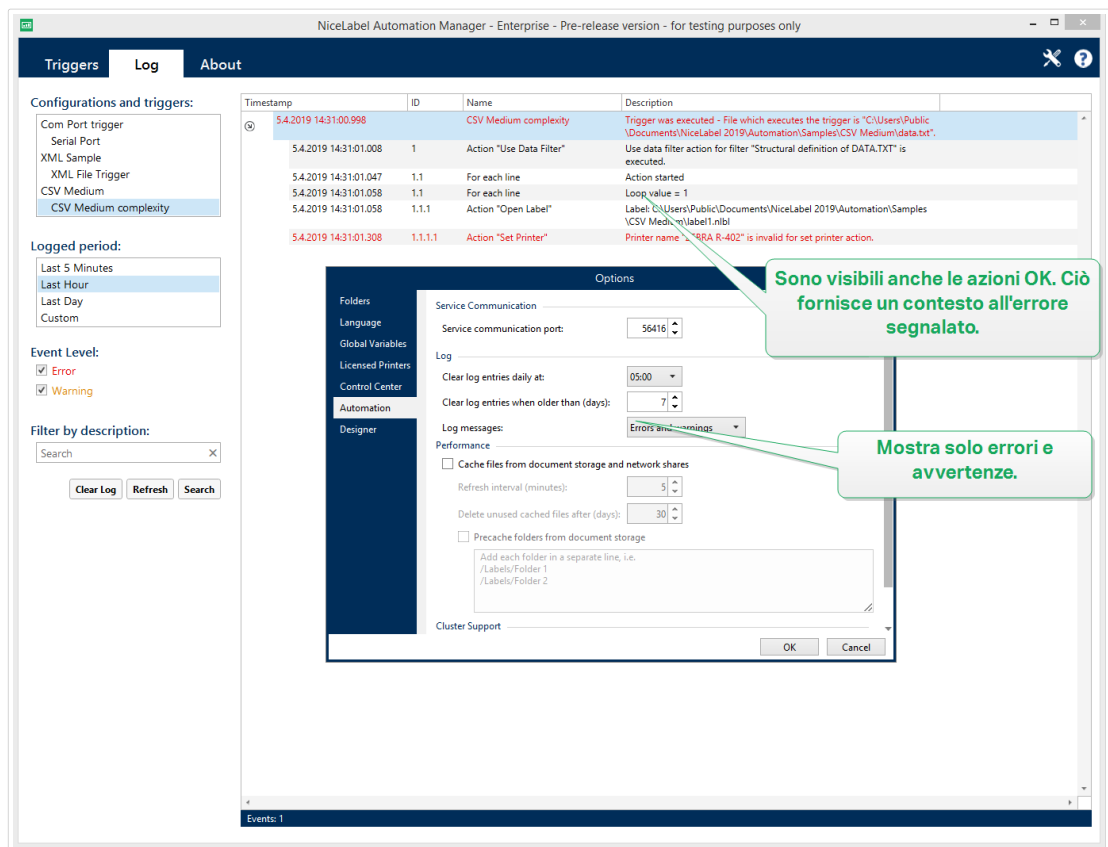 NiceLabel Automation Manager - Enterprise - Pre-release version - for testing purposes only
Triggers Log About
Configurations and triggers:
Com Port trigger
Serial Port
XML Sample
XML File Trigger
CSV Medium
CSV Medium complexity
Logged period:
Last 5 Minutes
Last Hour
Last Day
Custom
Event Level:
Error
Warning
Filter by description:
Search
Clear Log Refresh Search
Timestamp ID Name Description
5.4.2019 14:31:00.998 CSV Medium complexity Trigger was executed - File which executes the trigger is "C:\Users\Public
\Documents\NiceLabel 2019\Automation\Samples\CSV Medium\data.txt".
5.4.2019 14:31:01.008 1 Action "Use Data Filter" Use data filter action for filter "Structural definition of DATA.TXT" is
executed.
5.4.2019 14:31:01.047 1.1 For each line Action started
5.4.2019 14:31:01.058 1.1 For each line Loop value = 1
5.4.2019 14:31:01.058 1.1.1 Action "Open Label" Label: C:\Users\Public\Documents\NiceLabel 2019\Automation\Samples
\CSV Medium\label1.nlbl
5.4.2019 14:31:01.308 1.1.1.1 Action "Set Printer" Printer name "ZEBRA R-402" is invalid for set printer action.
Sono visibili anche le azioni OK. Ciò
fornisce un contesto all'errore
segnalato.
Options
Folders
Language
Global Variables
Licensed Printers
Control Center
Automation
Designer
Service Communication
Service communication port: 56416
Log
Clear log entries daily at: 05:00
Clear log entries when older than (days): 7
Log messages: Errors and warnings
Mostra solo errori e
avvertenze.
Performance
Cache files from document storage and network shares
Refresh interval (minutes): 5
Delete unused cached files after (days): 30
Precache folders from document storage
Add each folder in a separate line, i.e.
/Labels/Folder 1
/Labels/Folder 2
Cluster Support
OK Cancel
Events: 1